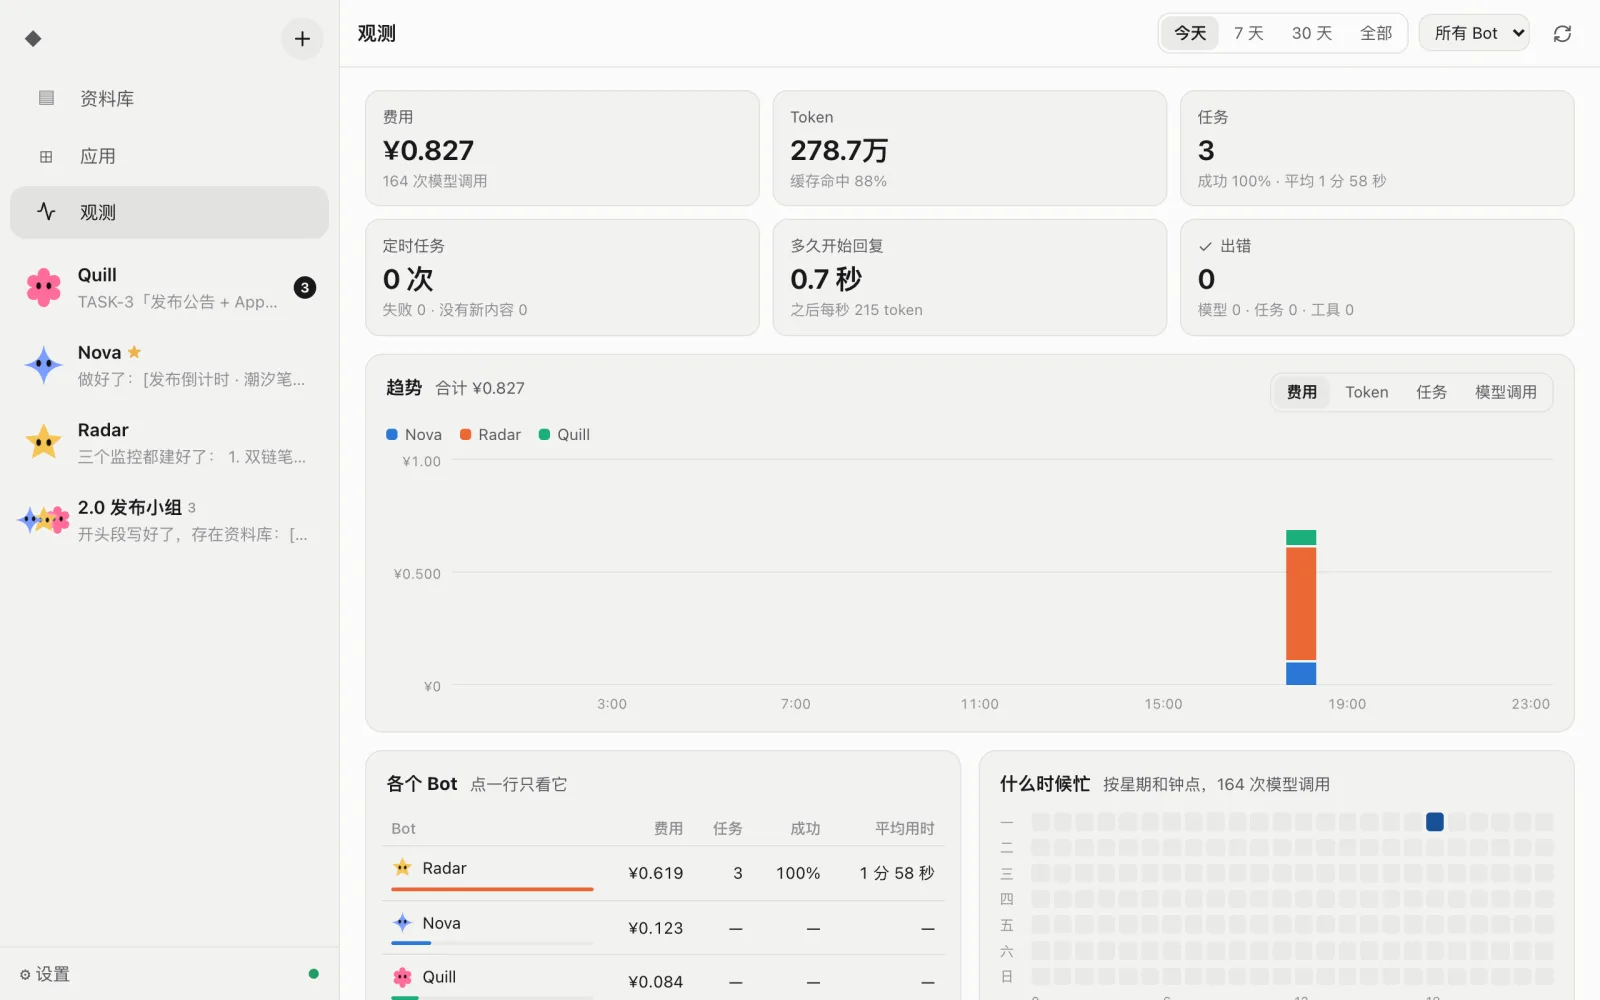 观测
今天 7 天 30 天 全部
所有 Bot
资料库
应用
观测
Quill
TASK-3「发布公告 + App...
3
Nova
做好了：[发布倒计时 · 潮汐笔...
Radar
三个监控都建好了： 1. 双链笔...
2.0 发布小组 3
开头段写好了，存在资料库：[...
设置
费用
¥0.827
164 次模型调用
Token
278.7万
缓存命中 88%
任务
3
成功 100% · 平均 1 分 58 秒
定时任务
0 次
失败 0 · 没有新内容 0
多久开始回复
0.7 秒
之后每秒 215 token
出错
0
模型 0 · 任务 0 · 工具 0
趋势 合计 ¥0.827
费用 Token 任务 模型调用
Nova Radar Quill
¥1.00
¥0.500
¥0
3:00 7:00 11:00 15:00 19:00 23:00
各个 Bot 点一行只看它
Bot 费用 任务 成功 平均用时
Radar ¥0.619 3 100% 1 分 58 秒
Nova ¥0.123 — — —
Quill ¥0.084 — — —
什么时候忙 按星期和钟点，164 次模型调用
一
二
三
四
五
六
日